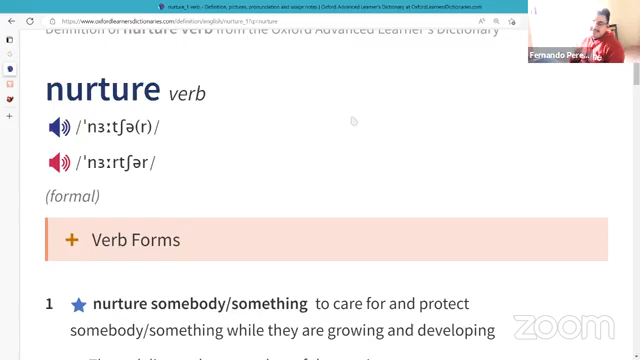 nurture_1 verb - Definition, pictures, pronunciation and usage notes | Oxford Advanced Learner's Dictionary at OxfordLearnersDictionaries.com
https://www.oxfordlearnersdictionaries.com/definition/english/nurture_1?q=nurture
Definition of nurture verb from the Oxford Advanced Learner's Dictionary
Fernando Pere
nurture verb
/ˈnɜːtʃə(r)/
/ˈnɜːrtʃər/
(formal)
+ Verb Forms
1 ★ nurture somebody/something to care for and protect
somebody/something while they are growing and developing
zoom